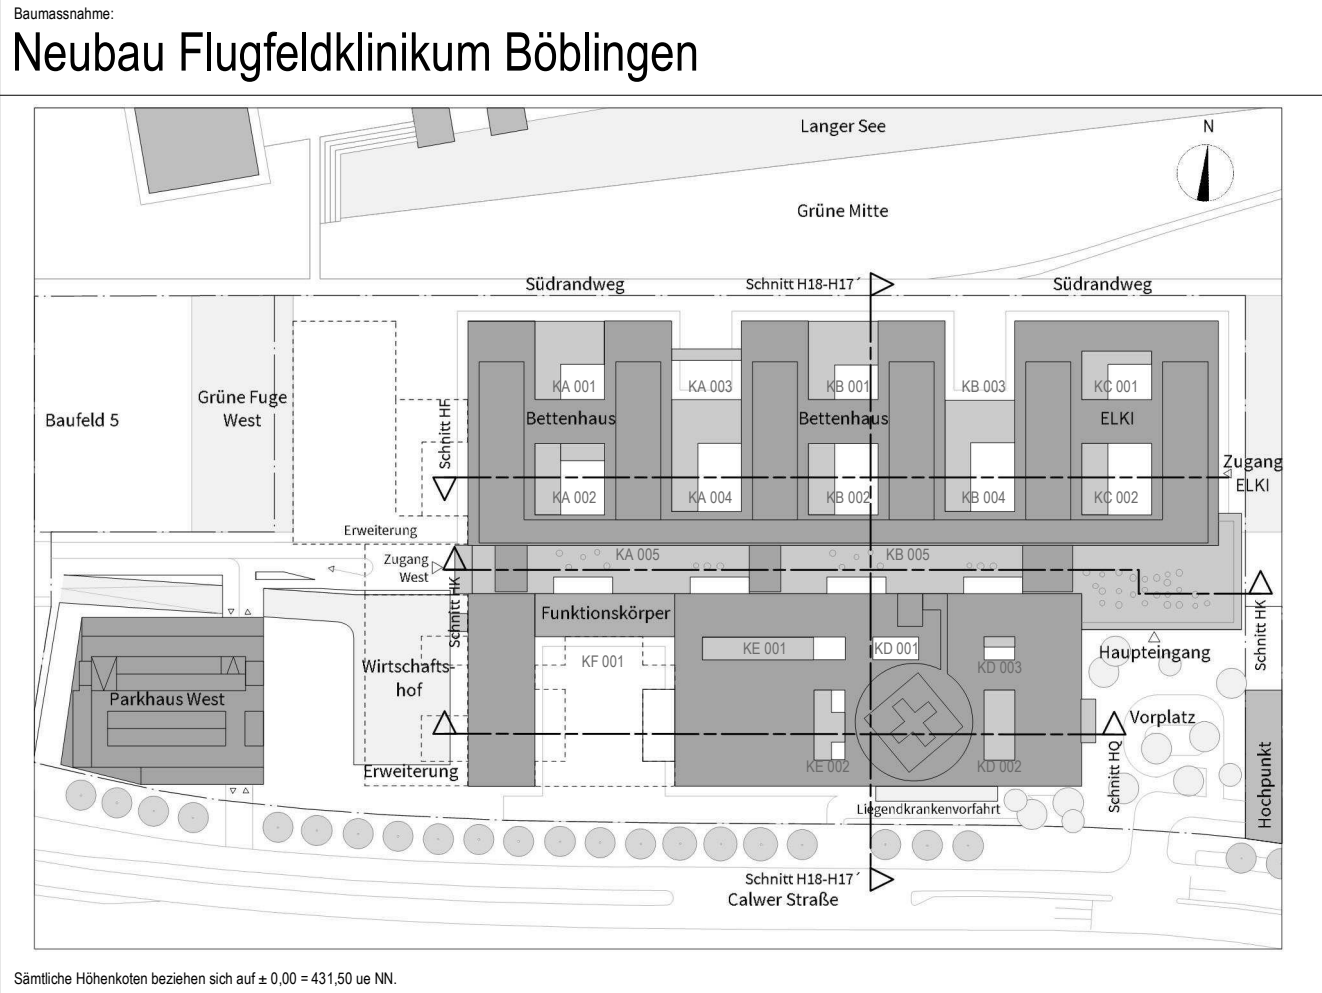 Baumassnahme:
Neubau Flugfeldklinikum Böblingen
Langer See
N
Grüne Mitte
Südrandweg
Schnitt H18-H17´
Südrandweg
KA 001
KA 003
KB 001
KB 003
KC 001
Grüne Fuge
West
Baufeld 5
Schnitt HF
Bettenhaus
Bettenhaus
ELKI
Zugang
ELKI
KA 002
KA 004
KB 002
KB 004
KC 002
Erweiterung
Zugang
West
KA 005
KB 005
Schnitt HK
Schnitt HK
Funktionskörper
KE 001
KD 001
KF 001
KD 003
Haupteingang
Wirtschafts-
hof
Parkhaus West
Vorplatz
Erweiterung
KE 002
KD 002
Schnitt HQ
Hochpunkt
Liegendkrankenvorfahrt
Schnitt H18-H17´
Calwer Straße
Sämtliche Höhenkoten beziehen sich auf ± 0,00 = 431,50 ue NN.